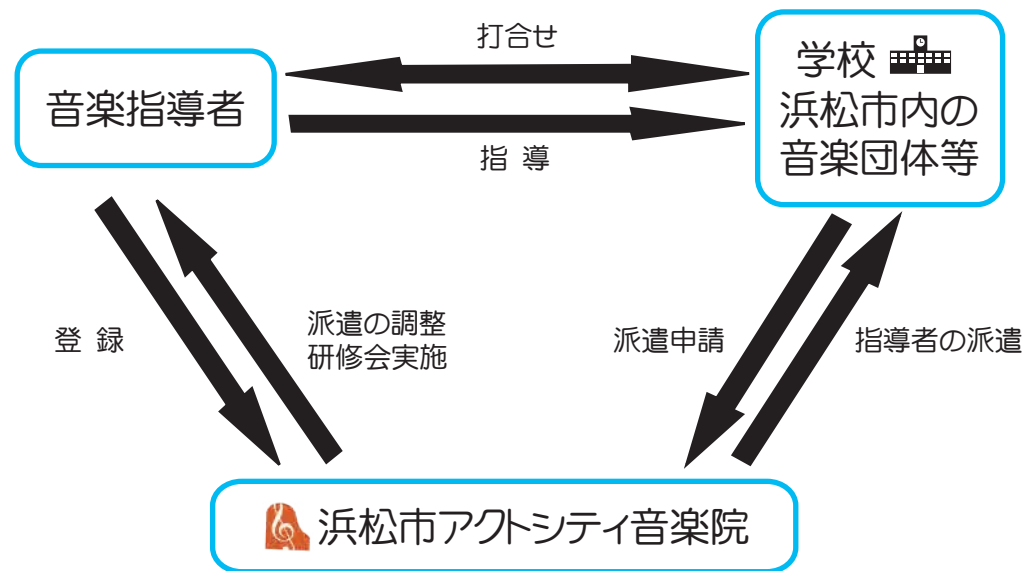 打合せ
音楽指導者
学校
浜松市内の
音楽団体等
指 導
登 録
派遣の調整
研修会実施
派遣申請
指導者の派遣
浜松市アクトシティ音楽院